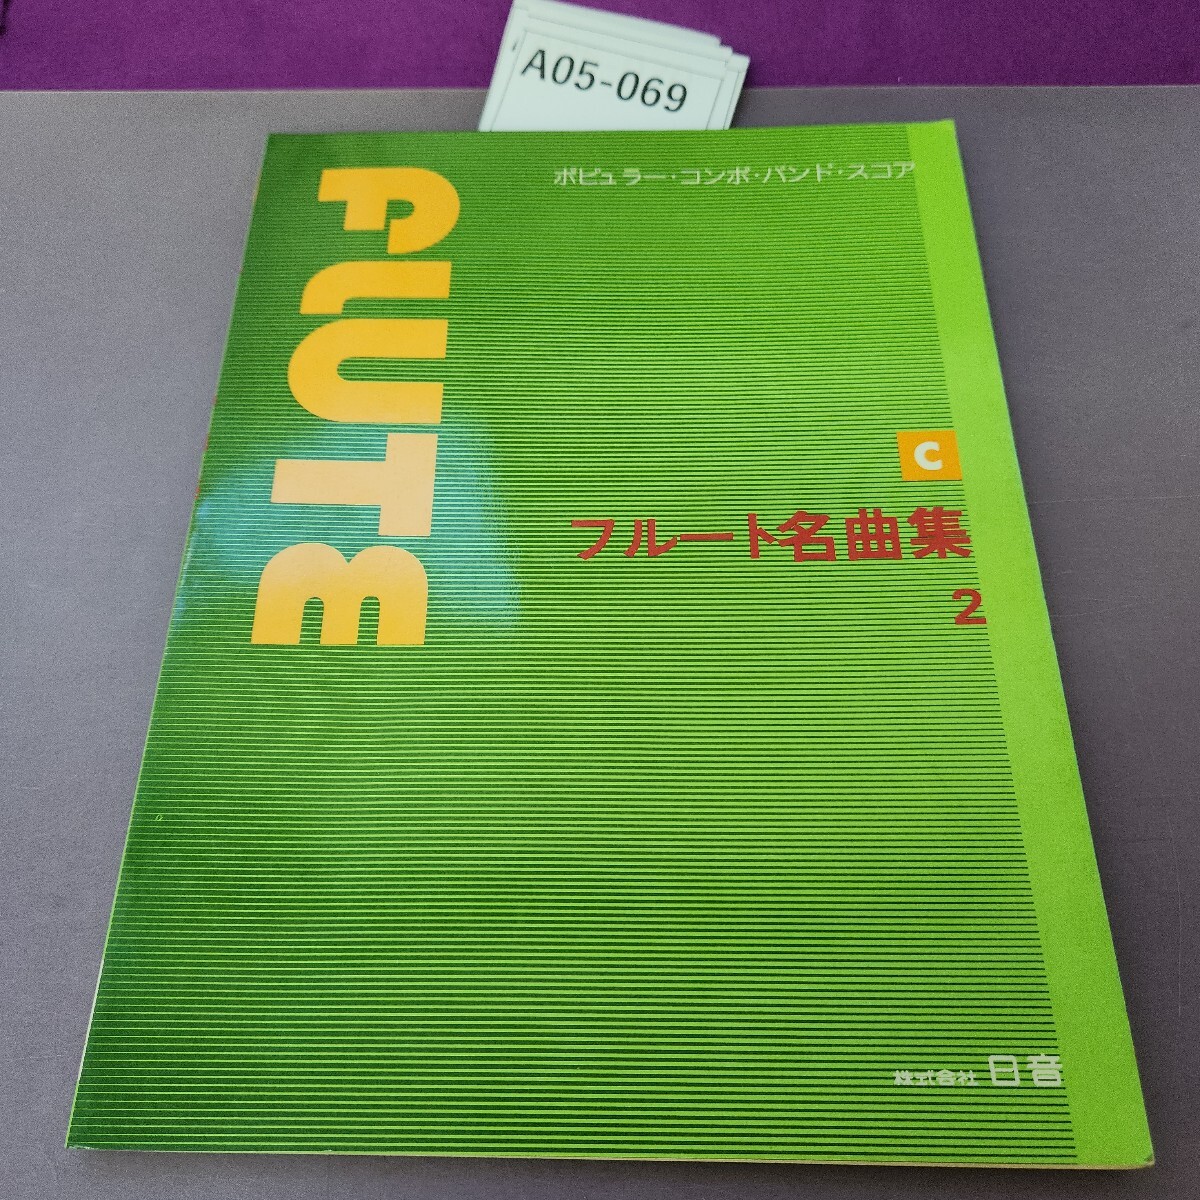 A05-069
ポピュラー・コンボ・バンド・スコア
FLUTE
C
フルート名曲集
2
株式会社 日音